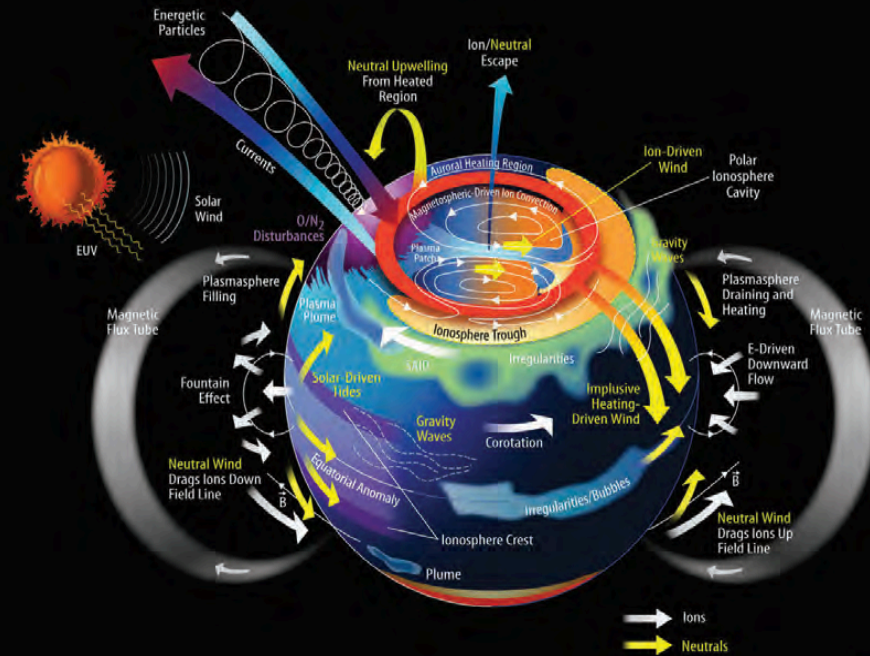 Energetic
Particles
Currents
Neutral Upwelling
From Heated
Region
Ion/Neutral
Escape
Ion-Driven
Wind
Polar
Ionosphere
Cavity
Solar
Wind
EUV
O/N2
Disturbances
Auroral Heating Region
Magnetospheric-Driven Ion Convection
Plasma
Patch
Gravity
Waves
Plasmasphere
Filling
Plasma
Plume
Ionosphere Trough
SAID
Irregularities
Plasmasphere
Draining and
Heating
Magnetic
Flux Tube
Magnetic
Flux Tube
Fountain
Effect
Solar-Driven
Tides
Gravity
Waves
Corotation
Implusive
Heating-
Driven Wind
E-Driven
Downward
Flow
Neutral Wind
Drags Ions Down
Field Line
B
Equatorial Anomaly
Irregularities/Bubbles
Ionosphere Crest
Plume
B
Neutral Wind
Drags Ions Up
Field Line
Ions
Neutrals